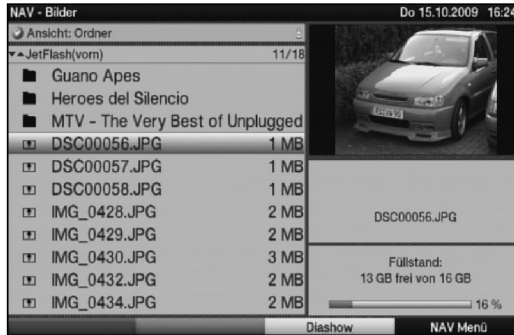 NAV - Bilder
Do 15.10.2009 16:24
Ansicht: Ordner
JetFlash(vorn) 11/18
Guano Apes
Heroes del Silencio
MTV - The Very Best of Unplugged
DSC00056.JPG 1 MB
DSC00057.JPG 1 MB
DSC00058.JPG 1 MB
IMG_0428.JPG 2 MB
IMG_0429.JPG 2 MB
IMG_0430.JPG 3 MB
IMG_0432.JPG 2 MB
IMG_0434.JPG 2 MB
DSC00056.JPG
Füllstand:
13 GB frei von 16 GB
16 %
Diashow
NAV Menü